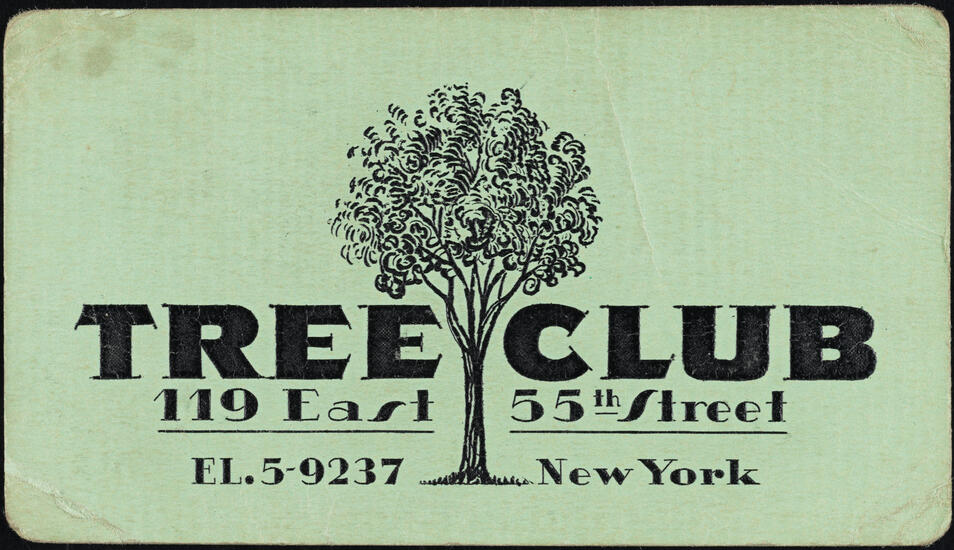 TREE CLUB
119 East 55th Street
EL. 5-9237 New York